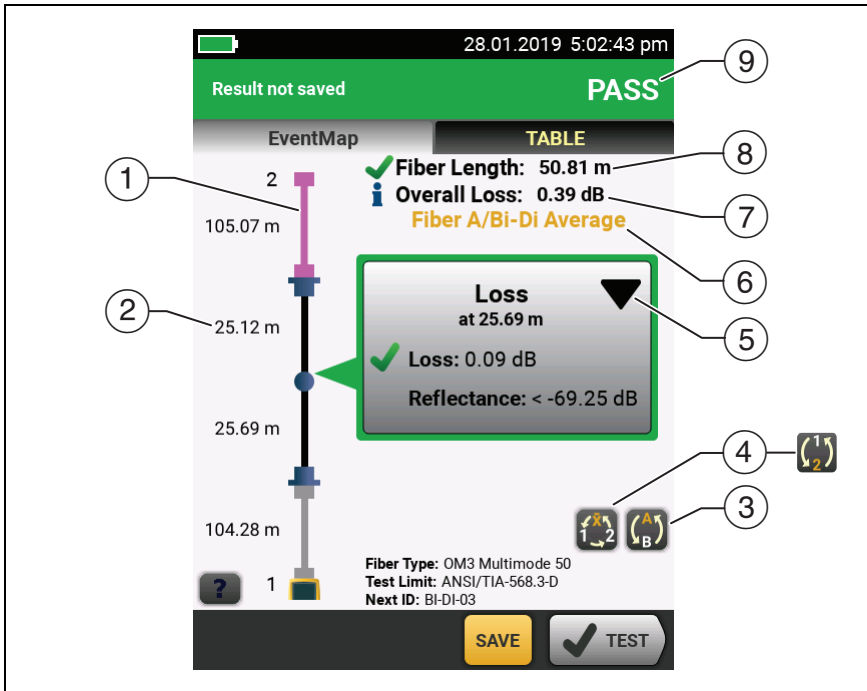 28.01.2019 5:02:43 pm
Result not saved
PASS
9
EventMap
TABLE
1
2
Fiber Length: 50.81 m
8
i Overall Loss: 0.39 dB
7
Fiber A/Bi-Di Average
6
105.07 m
Loss
at 25.69 m
5
2
25.12 m
Loss: 0.09 dB
Reflectance: < -69.25 dB
25.69 m
4
1
2
3
x̄
1 2
A
B
104.28 m
Fiber Type: OM3 Multimode 50
Test Limit: ANSI/TIA-568.3-D
Next ID: BI-DI-03
?
1
SAVE
TEST